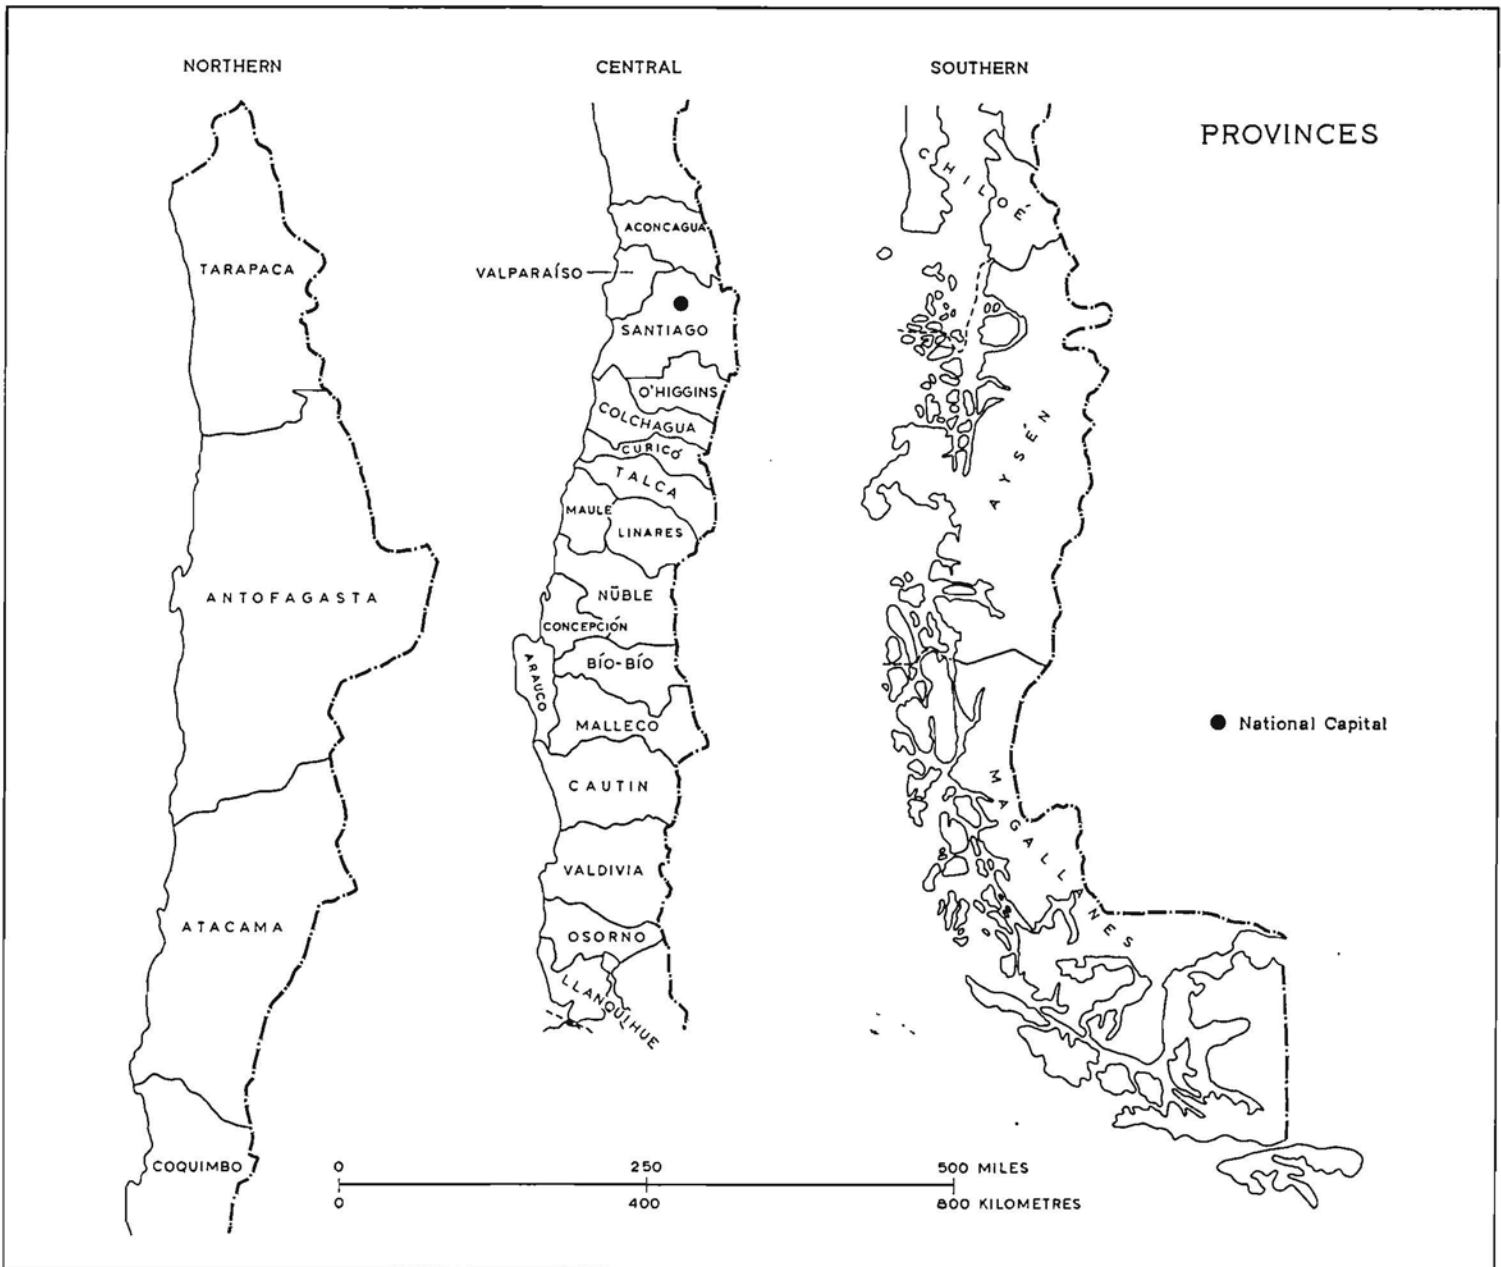 NORTHERN
CENTRAL
SOUTHERN
PROVINCES
TARAPACA
ANTOFAGASTA
ATACAMA
COQUIMBO
ACONCAGUA
VALPARAÍSO
SANTIAGO
O'HIGGINS
COLCHAGUA
CURICÓ
TALCA
MAULE
LINARES
NŨBLE
CONCEPCIÓN
ARAUCO
BÍO-BÍO
MALLECO
CAUTIN
VALDIVIA
OSORNO
LLANQUIHUE
CHILOÉ
AYSÉN
MAGALLANES
National Capital
0 250 500 MILES
0 400 800 KILOMETRES